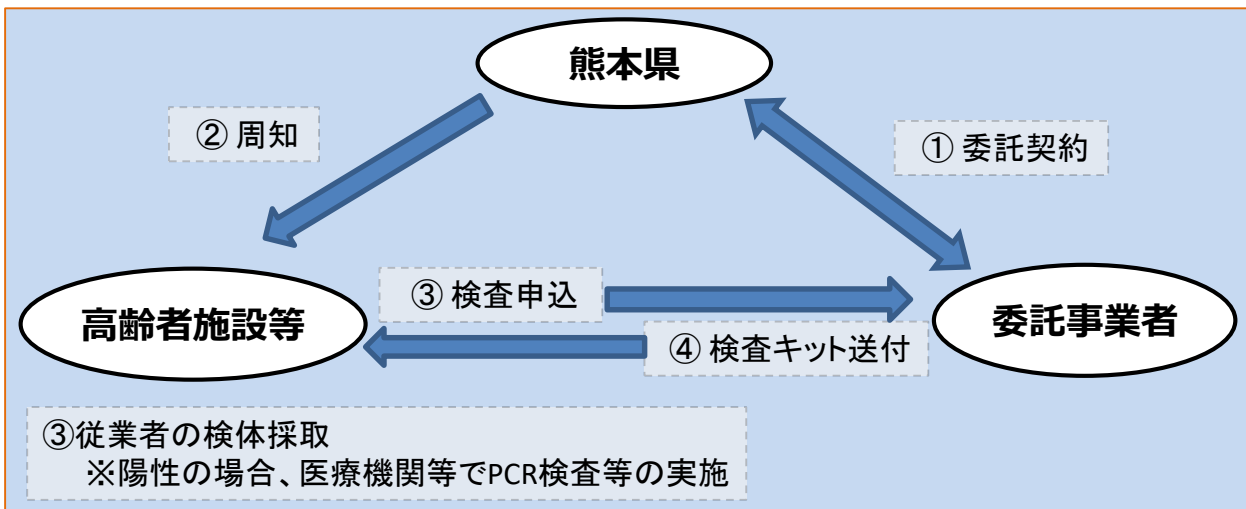 熊本県
② 周知
① 委託契約
③ 検査申込
高齢者施設等
委託事業者
④ 検査キット送付
③従業者の検体採取
※陽性の場合、医療機関等でPCR検査等の実施